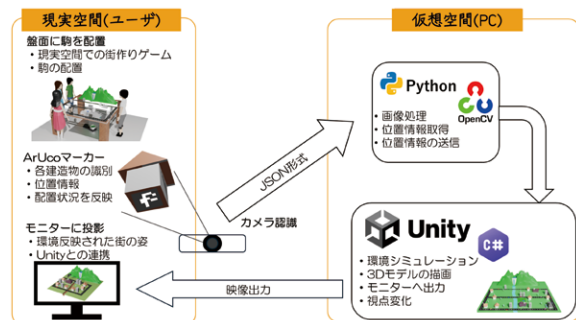 現実空間(ユーザ)
盤面に駒を配置
・現実空間での街作りゲーム
・駒の配置
ArUcoマーカー
・各建造物の識別
・位置情報
・配置状況を反映
モニターに投影
・環境反映された街の姿
・Unityとの連携
カメラ認識
JSON形式
映像出力
仮想空間(PC)
Python
OpenCV
・画像処理
・位置情報取得
・位置情報の送信
Unity
C#
・環境シミュレーション
・3Dモデルの描画
・モニターへ出力
・視点変化